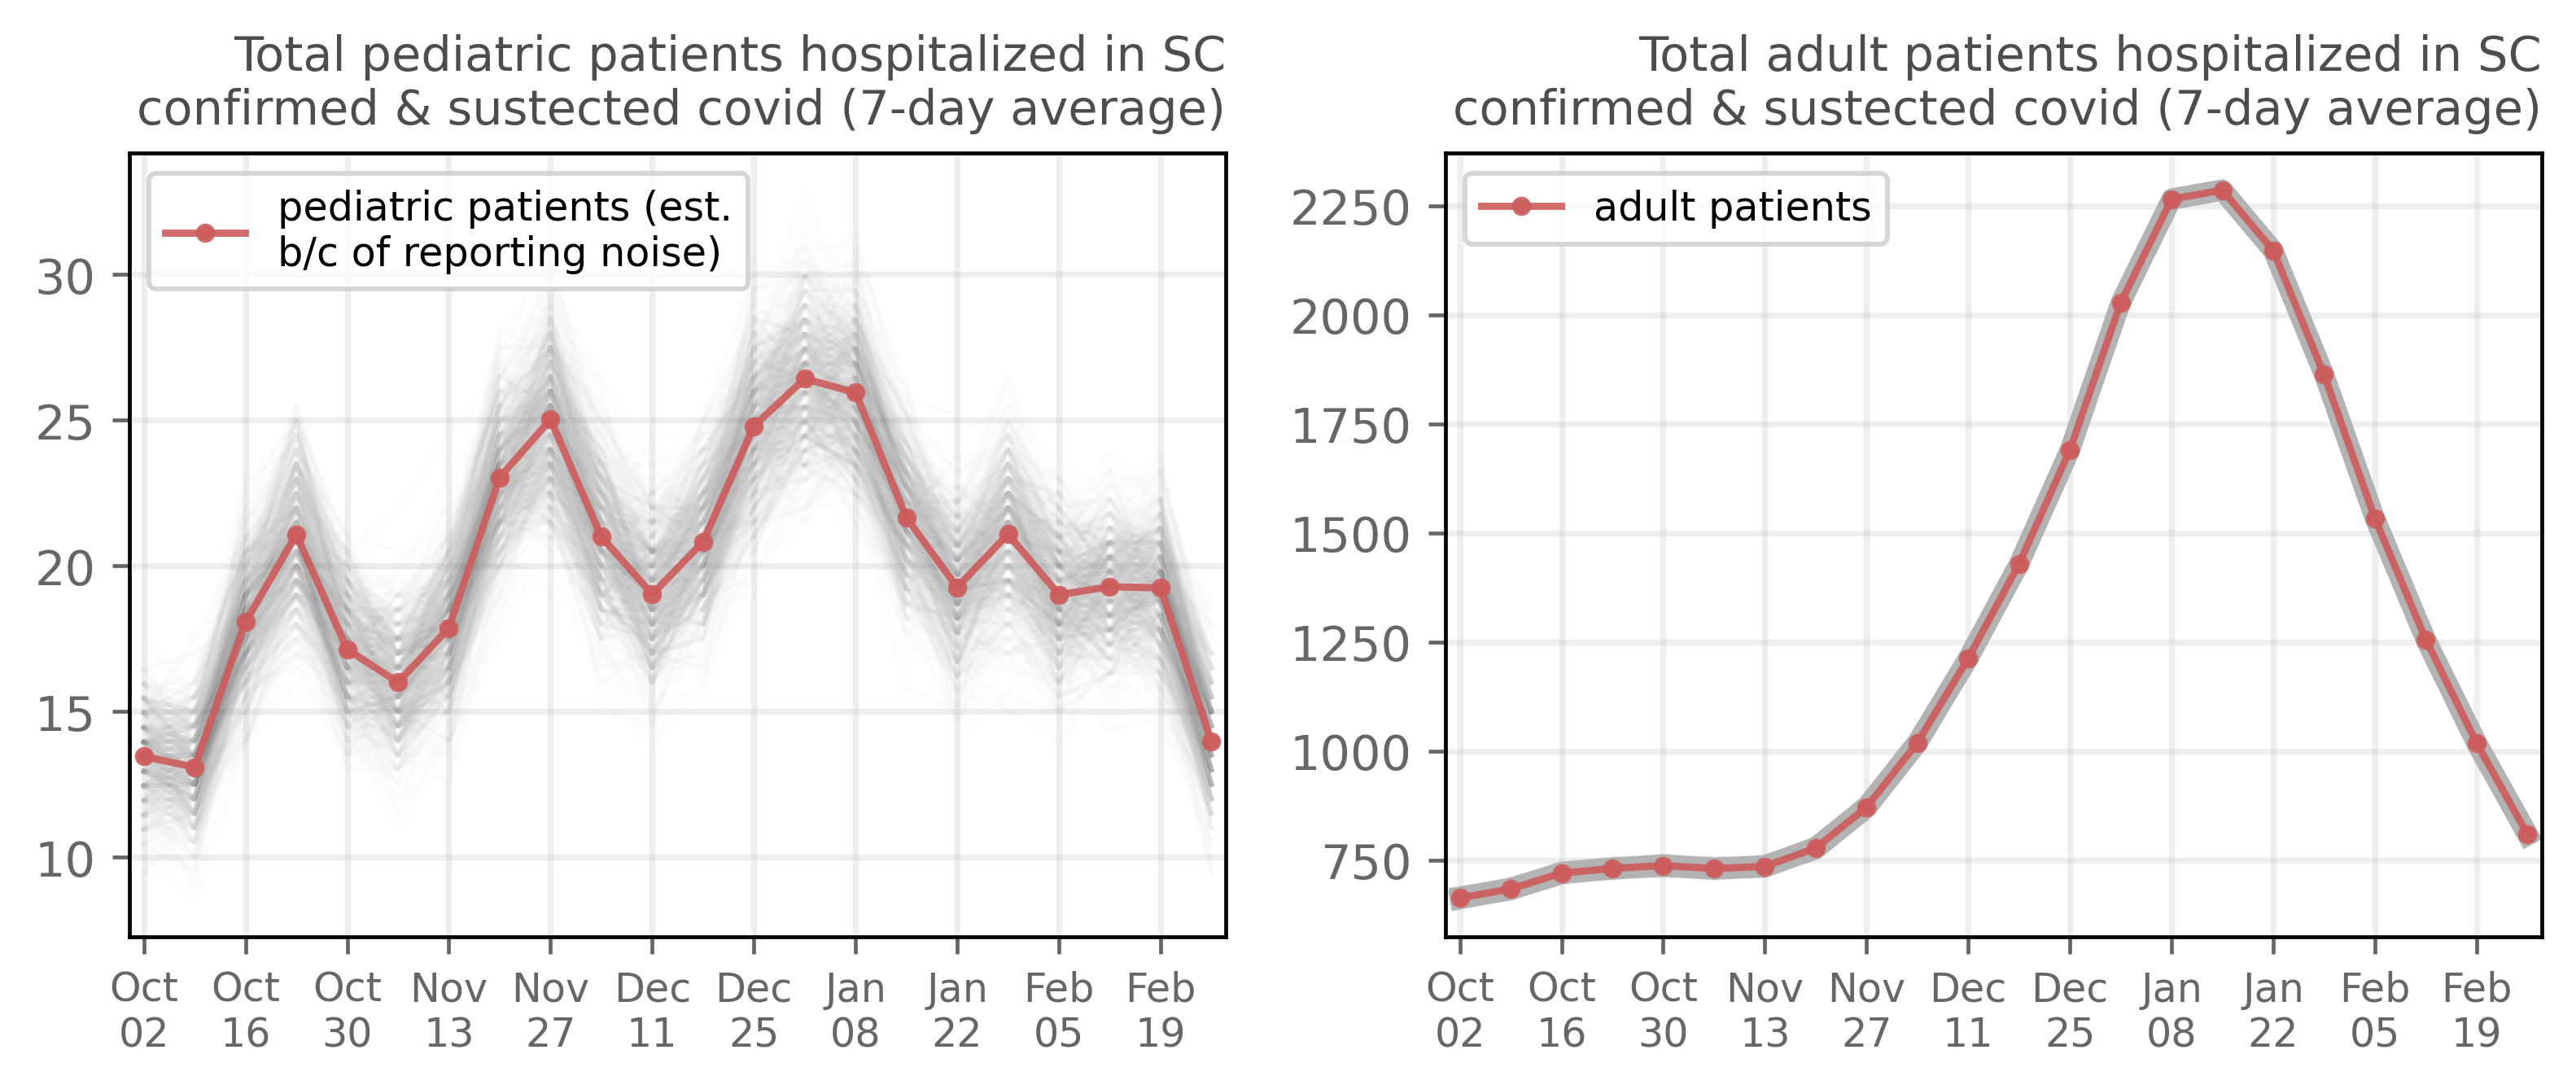 Total pediatric patients hospitalized in SC
confirmed & sustected covid (7-day average)
pediatric patients (est.
b/c of reporting noise)
30
25
20
15
10
Oct Oct Oct Nov Nov Dec Dec Jan Jan Feb Feb
02 16 30 13 27 11 25 08 22 05 19
Total adult patients hospitalized in SC
confirmed & sustected covid (7-day average)
adult patients
2250
2000
1750
1500
1250
1000
750
Oct Oct Oct Nov Nov Dec Dec Jan Jan Feb Feb
02 16 30 13 27 11 25 08 22 05 19